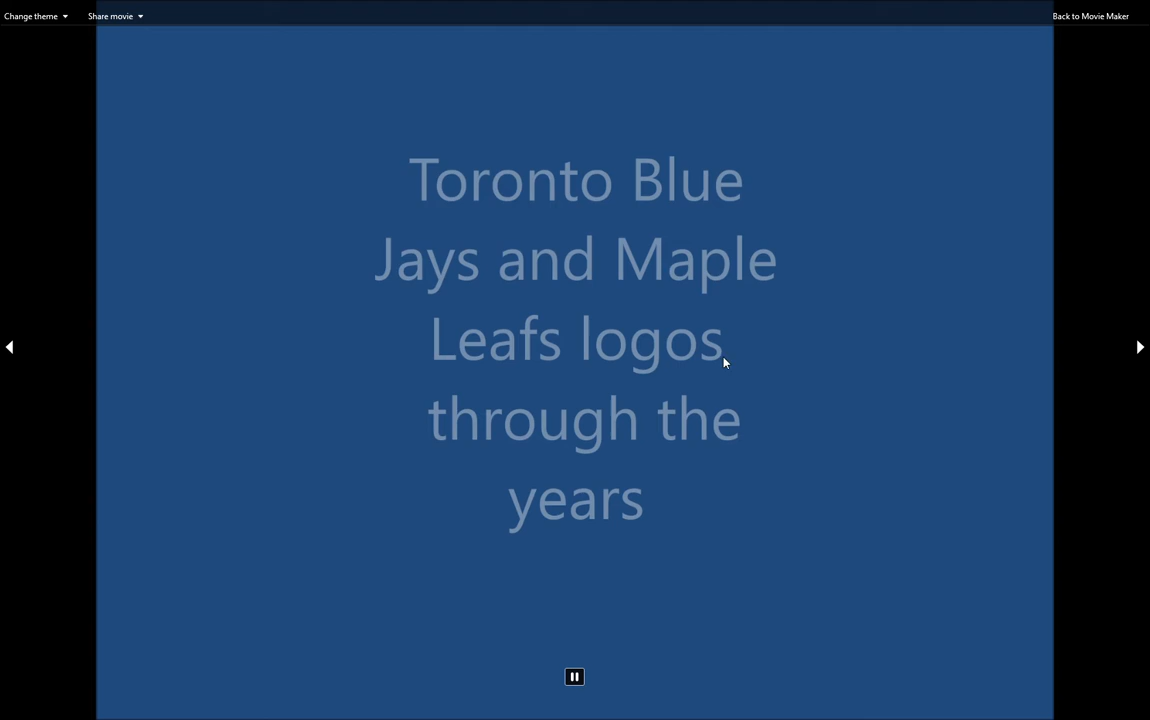 Change theme
Share movie
Back to Movie Maker
Toronto Blue
Jays and Maple
Leafs logos
through the
years